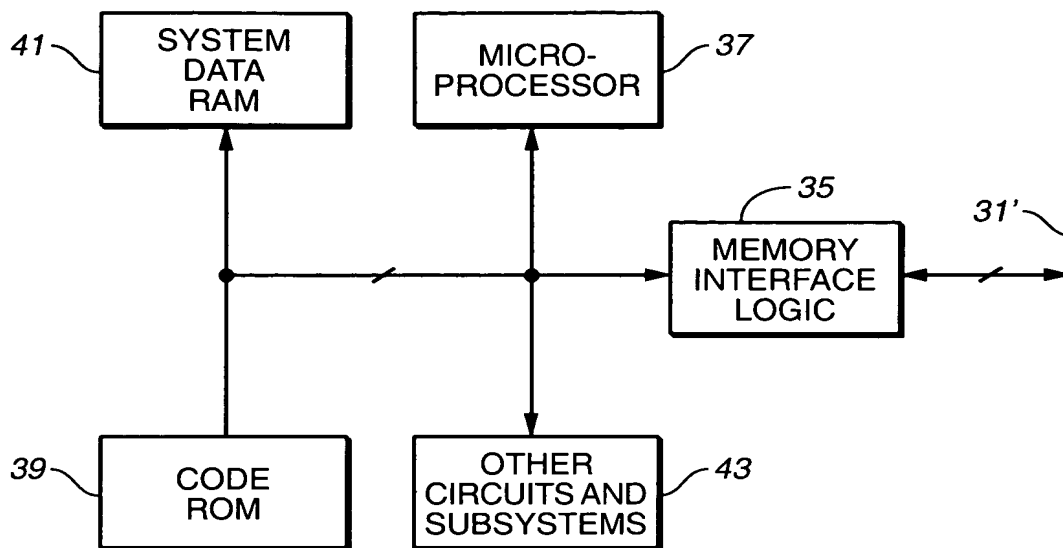 41
SYSTEM
DATA
RAM
MICRO-
PROCESSOR
37
35
MEMORY
INTERFACE
LOGIC
31'
39
CODE
ROM
OTHER
CIRCUITS AND
SUBSYSTEMS
43